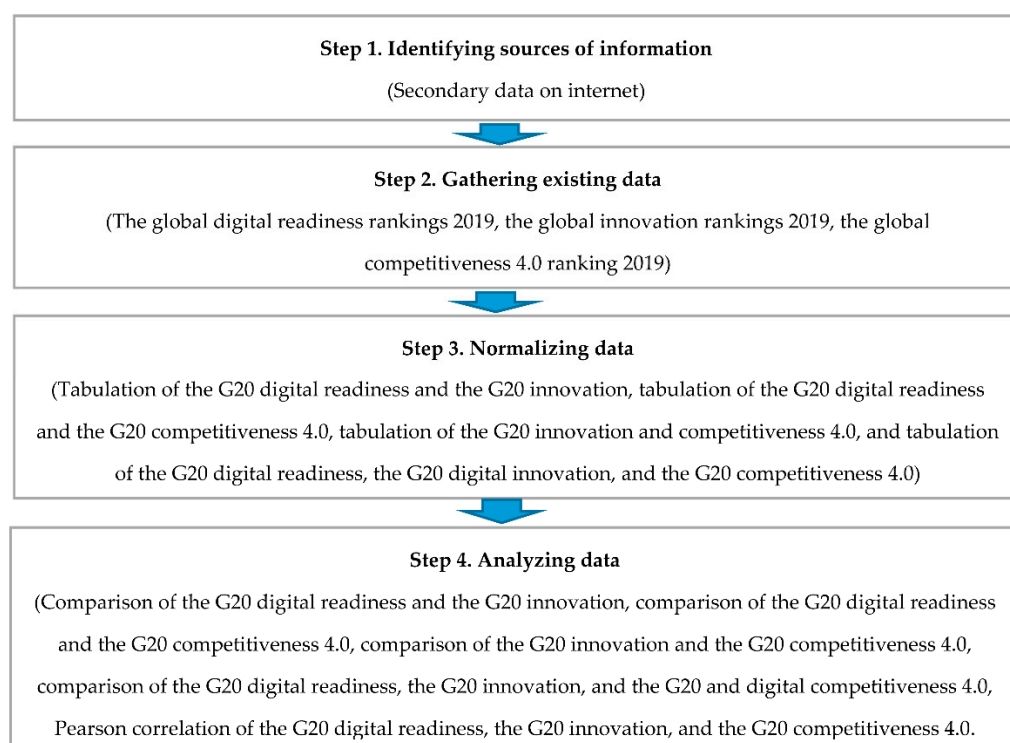 Step 1. Identifying sources of information
(Secondary data on internet)
Step 2. Gathering existing data
(The global digital readiness rankings 2019, the global innovation rankings 2019, the global
competitiveness 4.0 ranking 2019)
Step 3. Normalizing data
(Tabulation of the G20 digital readiness and the G20 innovation, tabulation of the G20 digital readiness
and the G20 competitiveness 4.0, tabulation of the G20 innovation and competitiveness 4.0, and tabulation
of the G20 digital readiness, the G20 digital innovation, and the G20 competitiveness 4.0)
Step 4. Analyzing data
(Comparison of the G20 digital readiness and the G20 innovation, comparison of the G20 digital readiness
and the G20 competitiveness 4.0, comparison of the G20 innovation and the G20 competitiveness 4.0,
comparison of the G20 digital readiness, the G20 innovation, and the G20 and digital competitiveness 4.0,
Pearson correlation of the G20 digital readiness, the G20 innovation, and the G20 competitiveness 4.0.